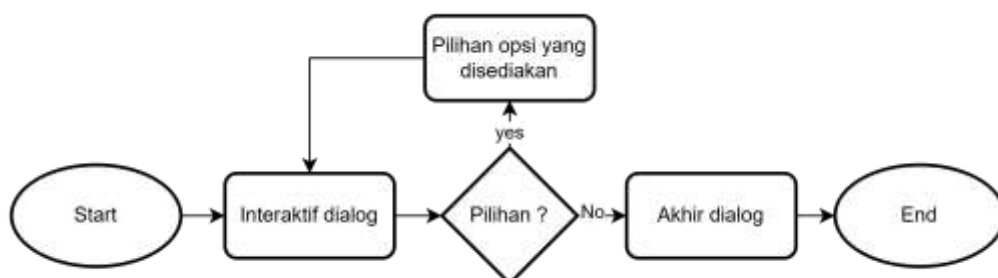 Pilihan opsi yang
disediakan
yes
Start
Interaktif dialog
Pilihan ?
No
Akhir dialog
End